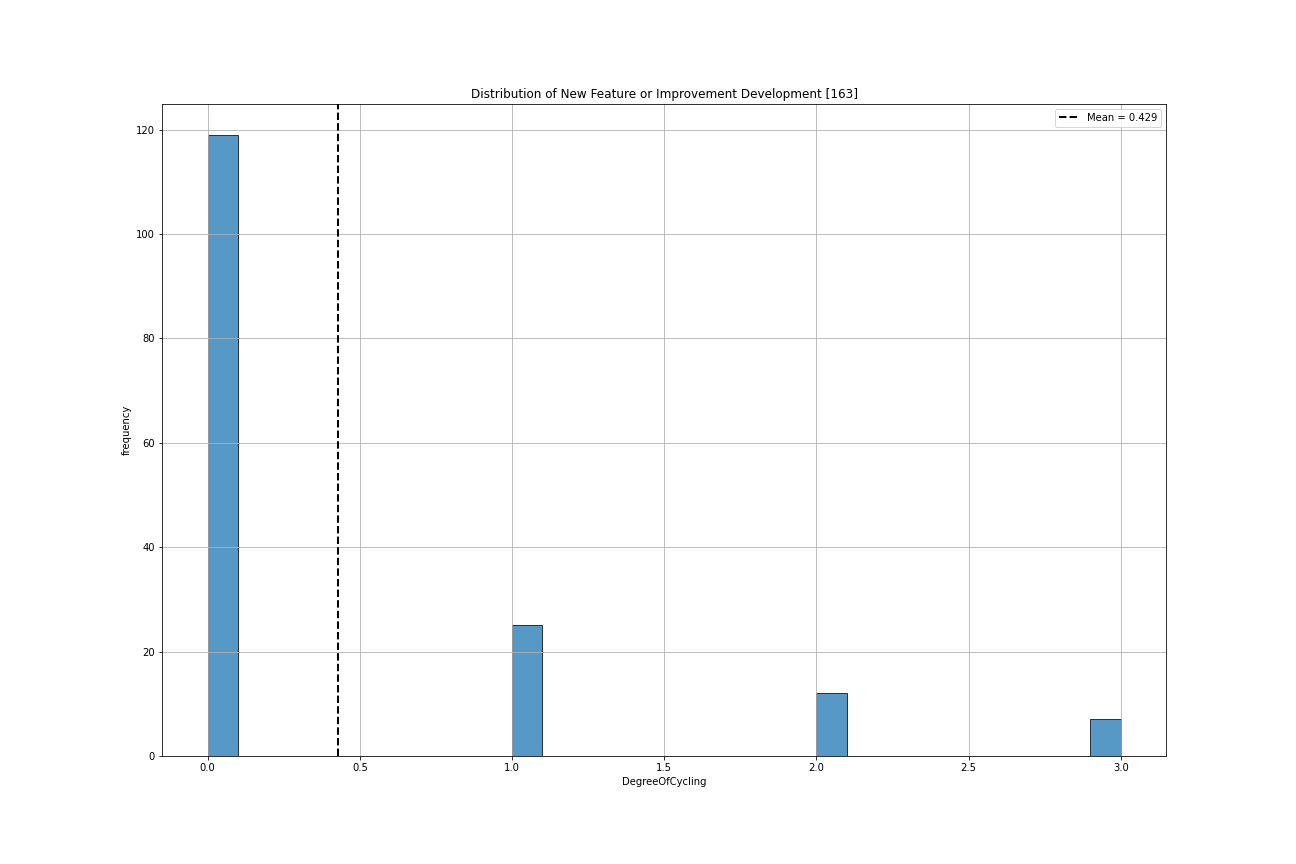 Distribution of New Feature or Improvement Development [163]
Mean = 0.429
120
100
80
60
40
20
0
frequency
0.0 0.5 1.0 1.5 2.0 2.5 3.0
DegreeOfCycling